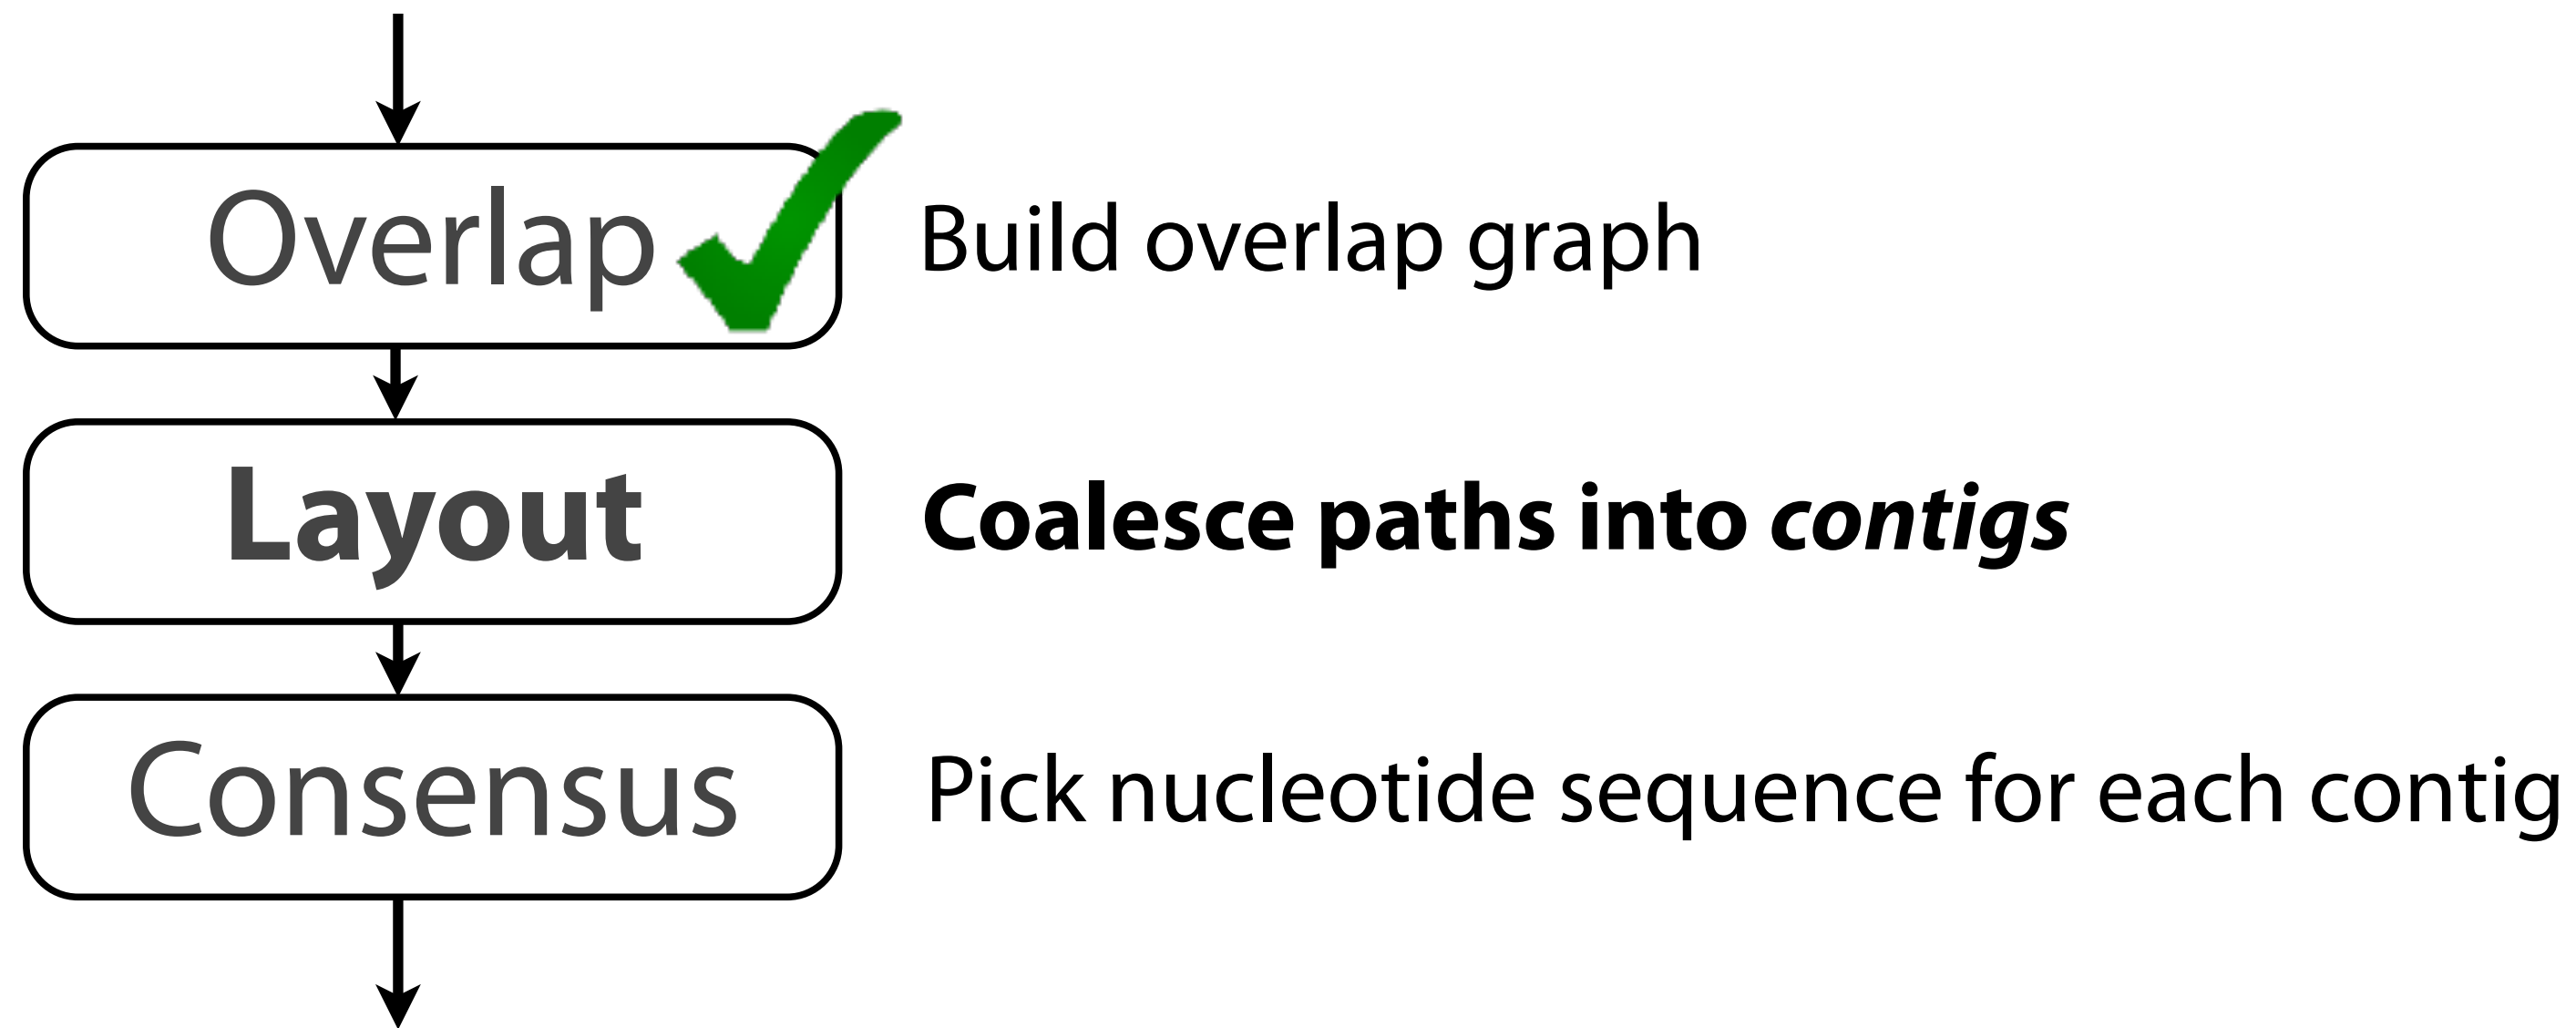 Overlap
Build overlap graph
Layout
Coalesce paths into contigs
Consensus
Pick nucleotide sequence for each contig